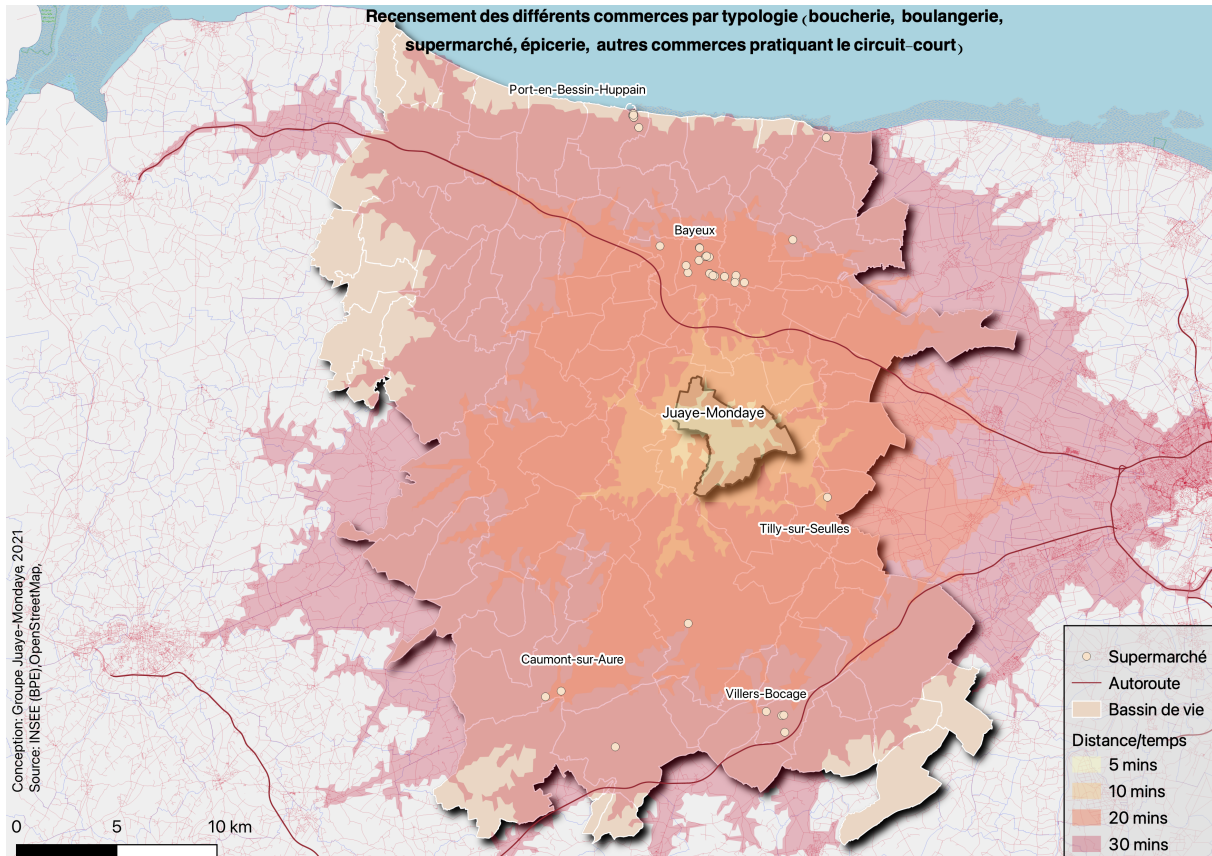 Recensement des différents commerces par typologie (boucherie, boulangerie,
supermarché, épicerie, autres commerces pratiquant le circuit-court)
Port-en-Bessin-Huppain
Bayeux
Juaye-Mondaye
Tilly-sur-Seulles
Caumont-sur-Aure
Villers-Bocage
Conception: Groupe Juaye-Mondaye, 2021
Source: INSEE (BPE),OpenStreetMap,
0 5 10 km
Supermarché
Autoroute
Bassin de vie
Distance/temps
5 mins
10 mins
20 mins
30 mins